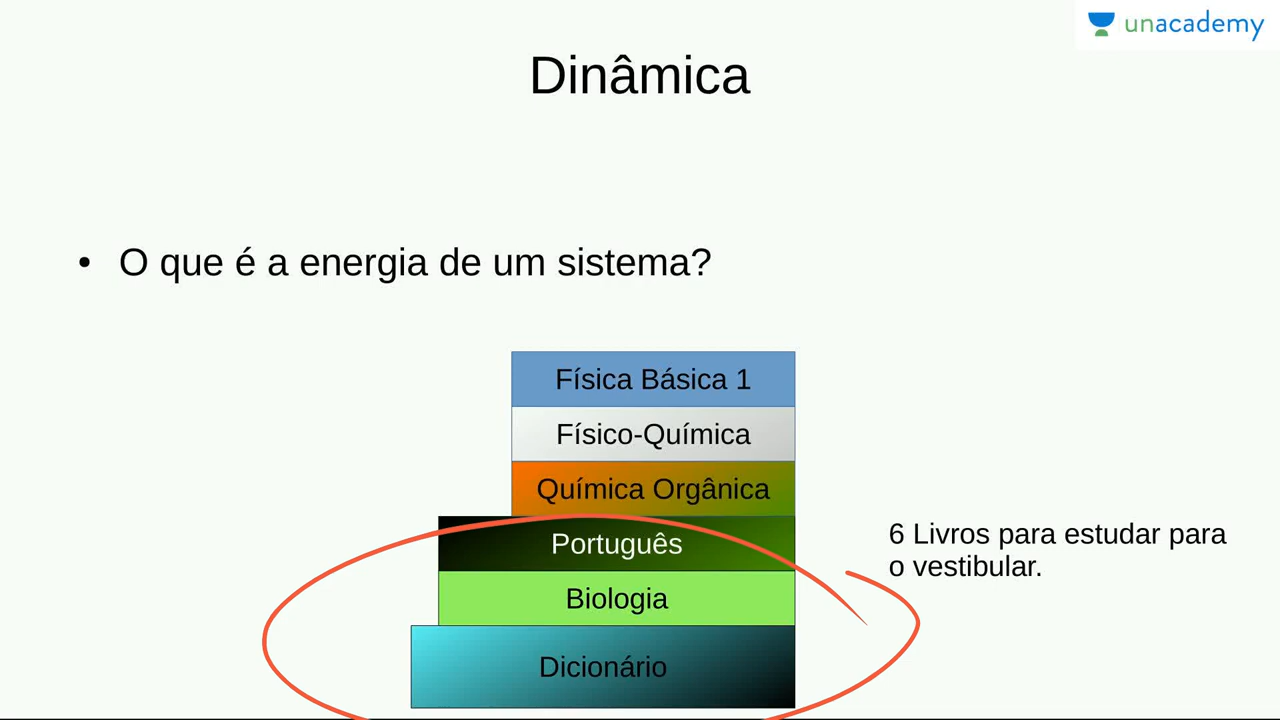 unacademy
Dinâmica
• O que é a energia de um sistema?
Física Básica 1
Físico-Química
Química Orgânica
Português
Biologia
Dicionário
6 Livros para estudar para
o vestibular.